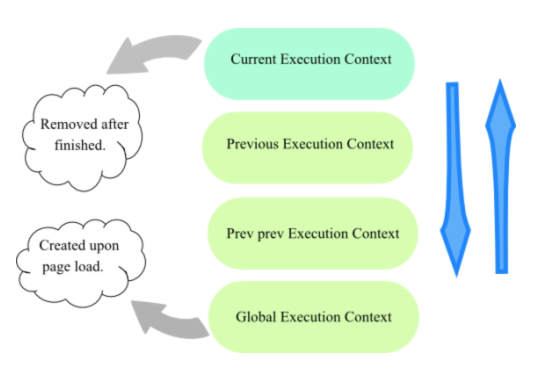 Current Execution Context
Removed after
finished.
Previous Execution Context
Prev prev Execution Context
Created upon
page load.
Global Execution Context